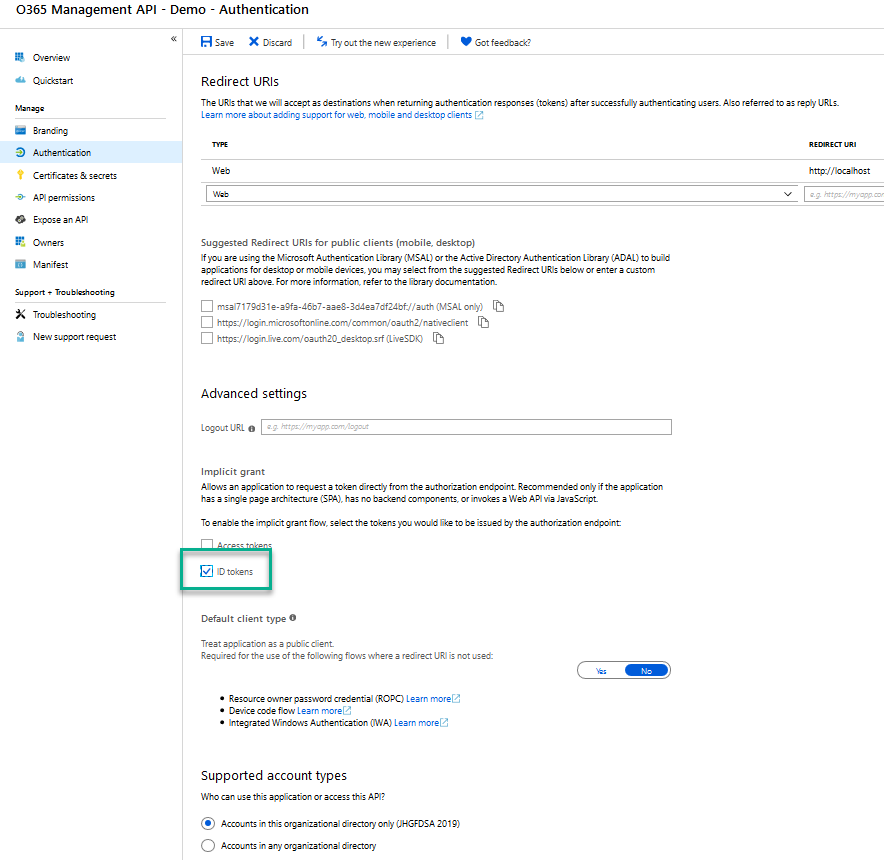 O365 Management API - Demo - Authentication
«
Overview
Quickstart
Manage
Branding
Authentication
Certificates & secrets
API permissions
Expose an API
Owners
Manifest
Support + Troubleshooting
Troubleshooting
New support request
Save Discard Try out the new experience Got feedback?
Redirect URIs
The URIs that we will accept as destinations when returning authentication responses (tokens) after successfully authenticating users. Also referred to as reply URLs.
Learn more about adding support for web, mobile and desktop clients
TYPE REDIRECT URI
Web http://localhost
Web e.g. https://myapp.com
Suggested Redirect URIs for public clients (mobile, desktop)
If you are using the Microsoft Authentication Library (MSAL) or the Active Directory Authentication Library (ADAL) to build
applications for desktop or mobile devices, you may select from the suggested Redirect URIs below or enter a custom
redirect URI above. For more information, refer to the library documentation.
msal7179d31e-a9fa-46b7-aae8-3d4ea7df24bf://auth (MSAL only)
https://login.microsoftonline.com/common/oauth2/nativeclient
https://login.live.com/oauth20_desktop.srf (LiveSDK)
Advanced settings
Logout URL e.g. https://myapp.com/logout
Implicit grant
Allows an application to request a token directly from the authorization endpoint. Recommended only if the application
has a single page architecture (SPA), has no backend components, or invokes a Web API via JavaScript.
To enable the implicit grant flow, select the tokens you would like to be issued by the authorization endpoint:
Access tokens
ID tokens
Default client type
Treat application as a public client.
Required for the use of the following flows where a redirect URI is not used:
Yes No
• Resource owner password credential (ROPC) Learn more
• Device code flow Learn more
• Integrated Windows Authentication (IWA) Learn more
Supported account types
Who can use this application or access this API?
Accounts in this organizational directory only (JHGFDSA 2019)
Accounts in any organizational directory